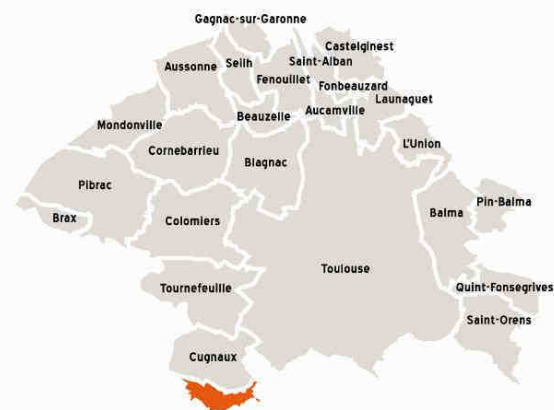 Gagnac-sur-Garonne
Castelginest
Seilh
Saint-Alban
Aussonne
Fenouillet
Fonbeauzard
Launaguet
Mondonville
Beauzelle
Aucamville
L'Union
Cornebarrieu
Blagnac
Pibrac
Pin-Balma
Brax
Colomiers
Balma
Toulouse
Tournefeuille
Quint-Fonsegrives
Saint-Orens
Cugnaux